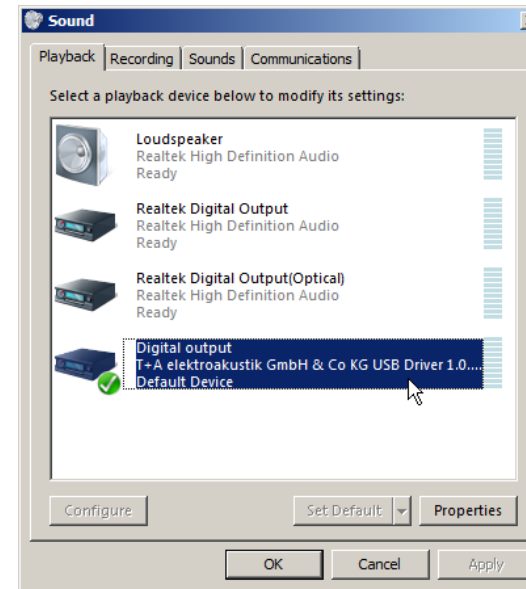 Sound
Playback Recording Sounds Communications
Select a playback device below to modify its settings:
Loudspeaker
Realtek High Definition Audio
Ready
Realtek Digital Output
Realtek High Definition Audio
Ready
Realtek Digital Output(Optical)
Realtek High Definition Audio
Ready
Digital output
T+A elektroakustik GmbH & Co KG USB Driver 1.0....
Default Device
Configure Set Default Properties
OK Cancel Apply